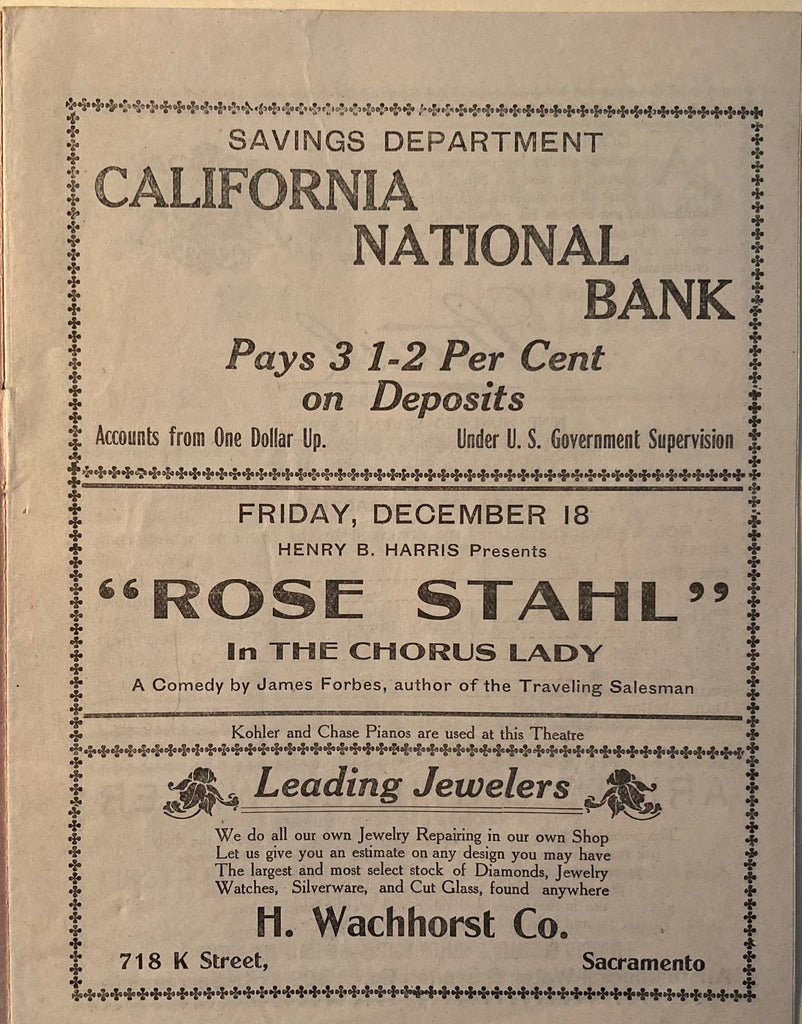 SAVINGS DEPARTMENT
CALIFORNIA
NATIONAL
BANK
Pays 3 1-2 Per Cent
on Deposits
Accounts from One Dollar Up. Under U. S. Government Supervision
FRIDAY, DECEMBER 18
HENRY B. HARRIS Presents
“ROSE STAHL”
In THE CHORUS LADY
A Comedy by James Forbes, author of the Traveling Salesman
Kohler and Chase Pianos are used at this Theatre
Leading Jewelers
We do all our own Jewelry Repairing in our own Shop
Let us give you an estimate on any design you may have
The largest and most select stock of Diamonds, Jewelry
Watches, Silverware, and Cut Glass, found anywhere
H. Wachhorst Co.
718 K Street, Sacramento